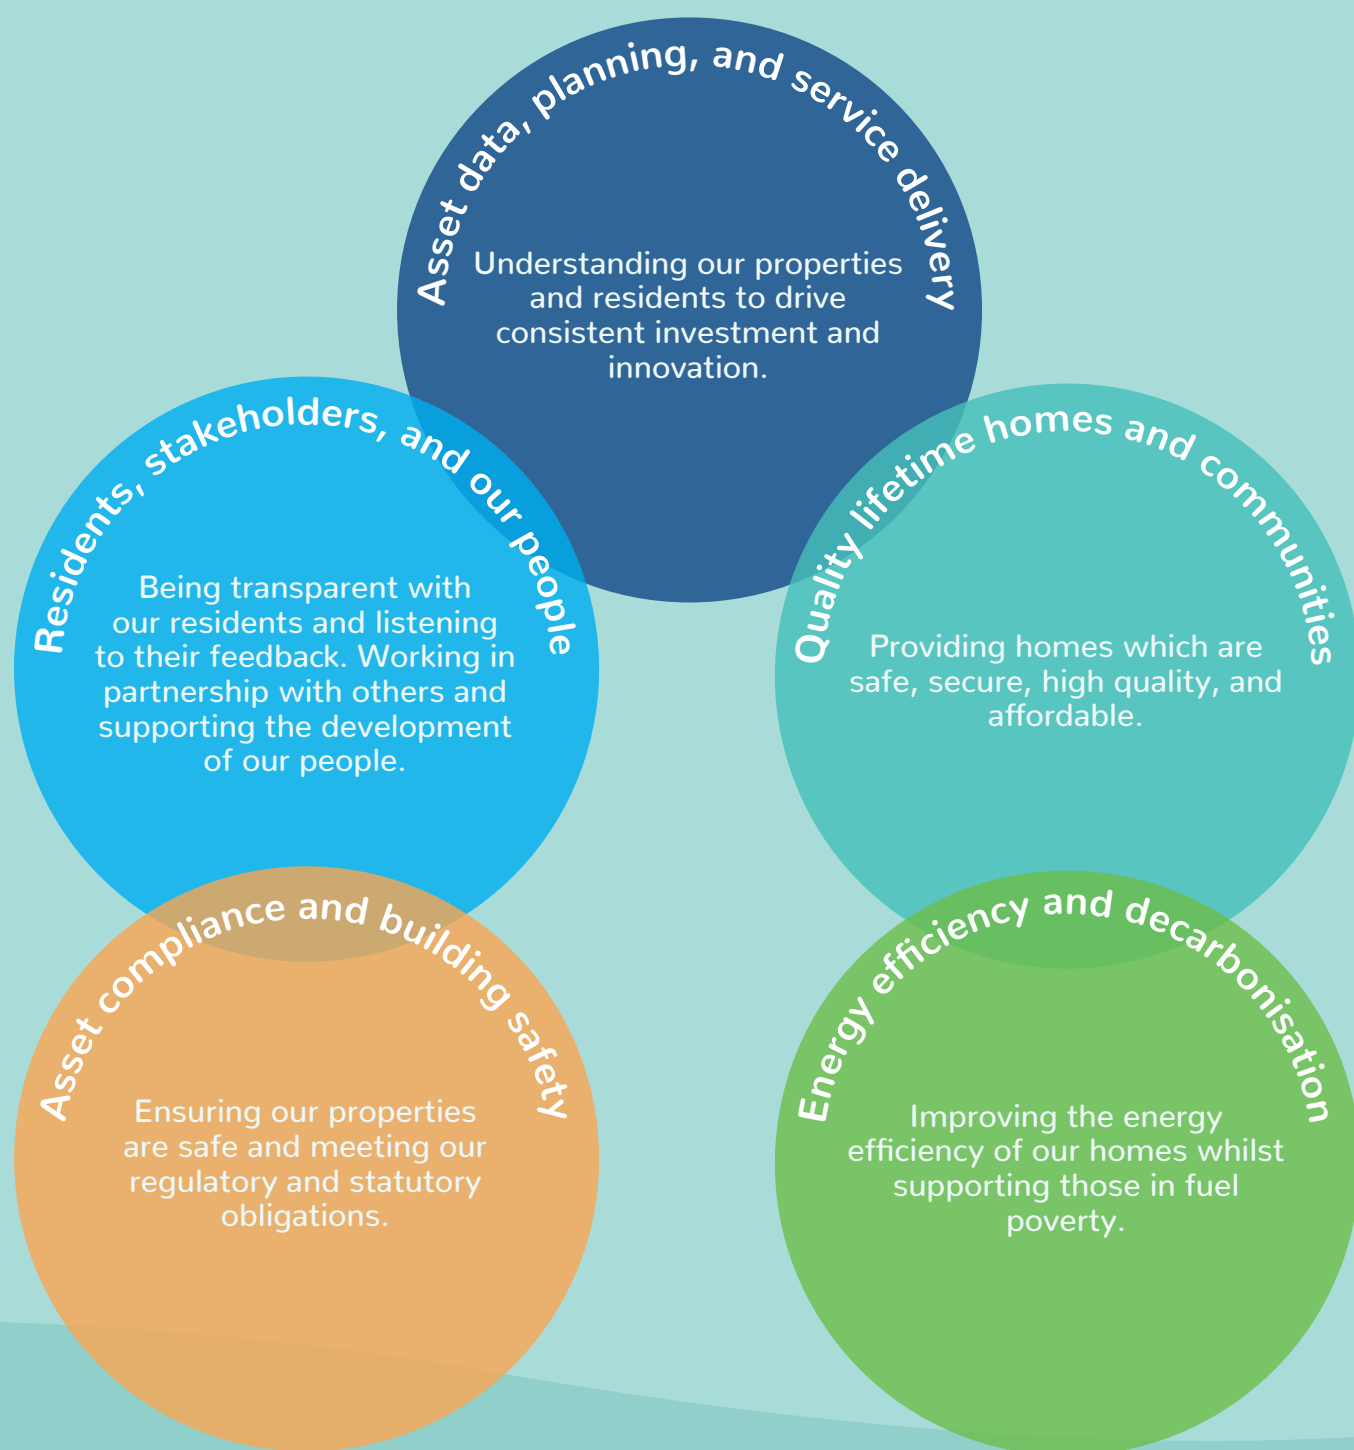 Asset data, planning, and service delivery
Understanding our properties
and residents to drive
consistent investment and
innovation.
Residents, stakeholders, and our people
Being transparent with
our residents and listening
to their feedback. Working in
partnership with others and
supporting the development
of our people.
Quality lifetime homes and communities
Providing homes which are
safe, secure, high quality, and
affordable.
Asset compliance and building safety
Ensuring our properties
are safe and meeting our
regulatory and statutory
obligations.
Energy efficiency and decarbonisation
Improving the energy
efficiency of our homes whilst
supporting those in fuel
poverty.